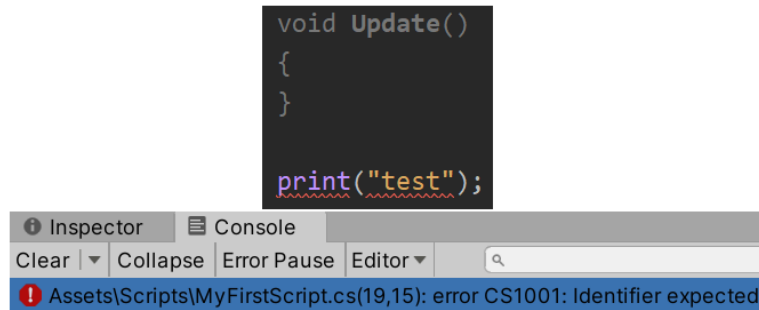 void Update()
{
}
print("test");
Inspector Console
Clear Collapse Error Pause Editor
Assets\Scripts\MyFirstScript.cs(19,15): error CS1001: Identifier expected